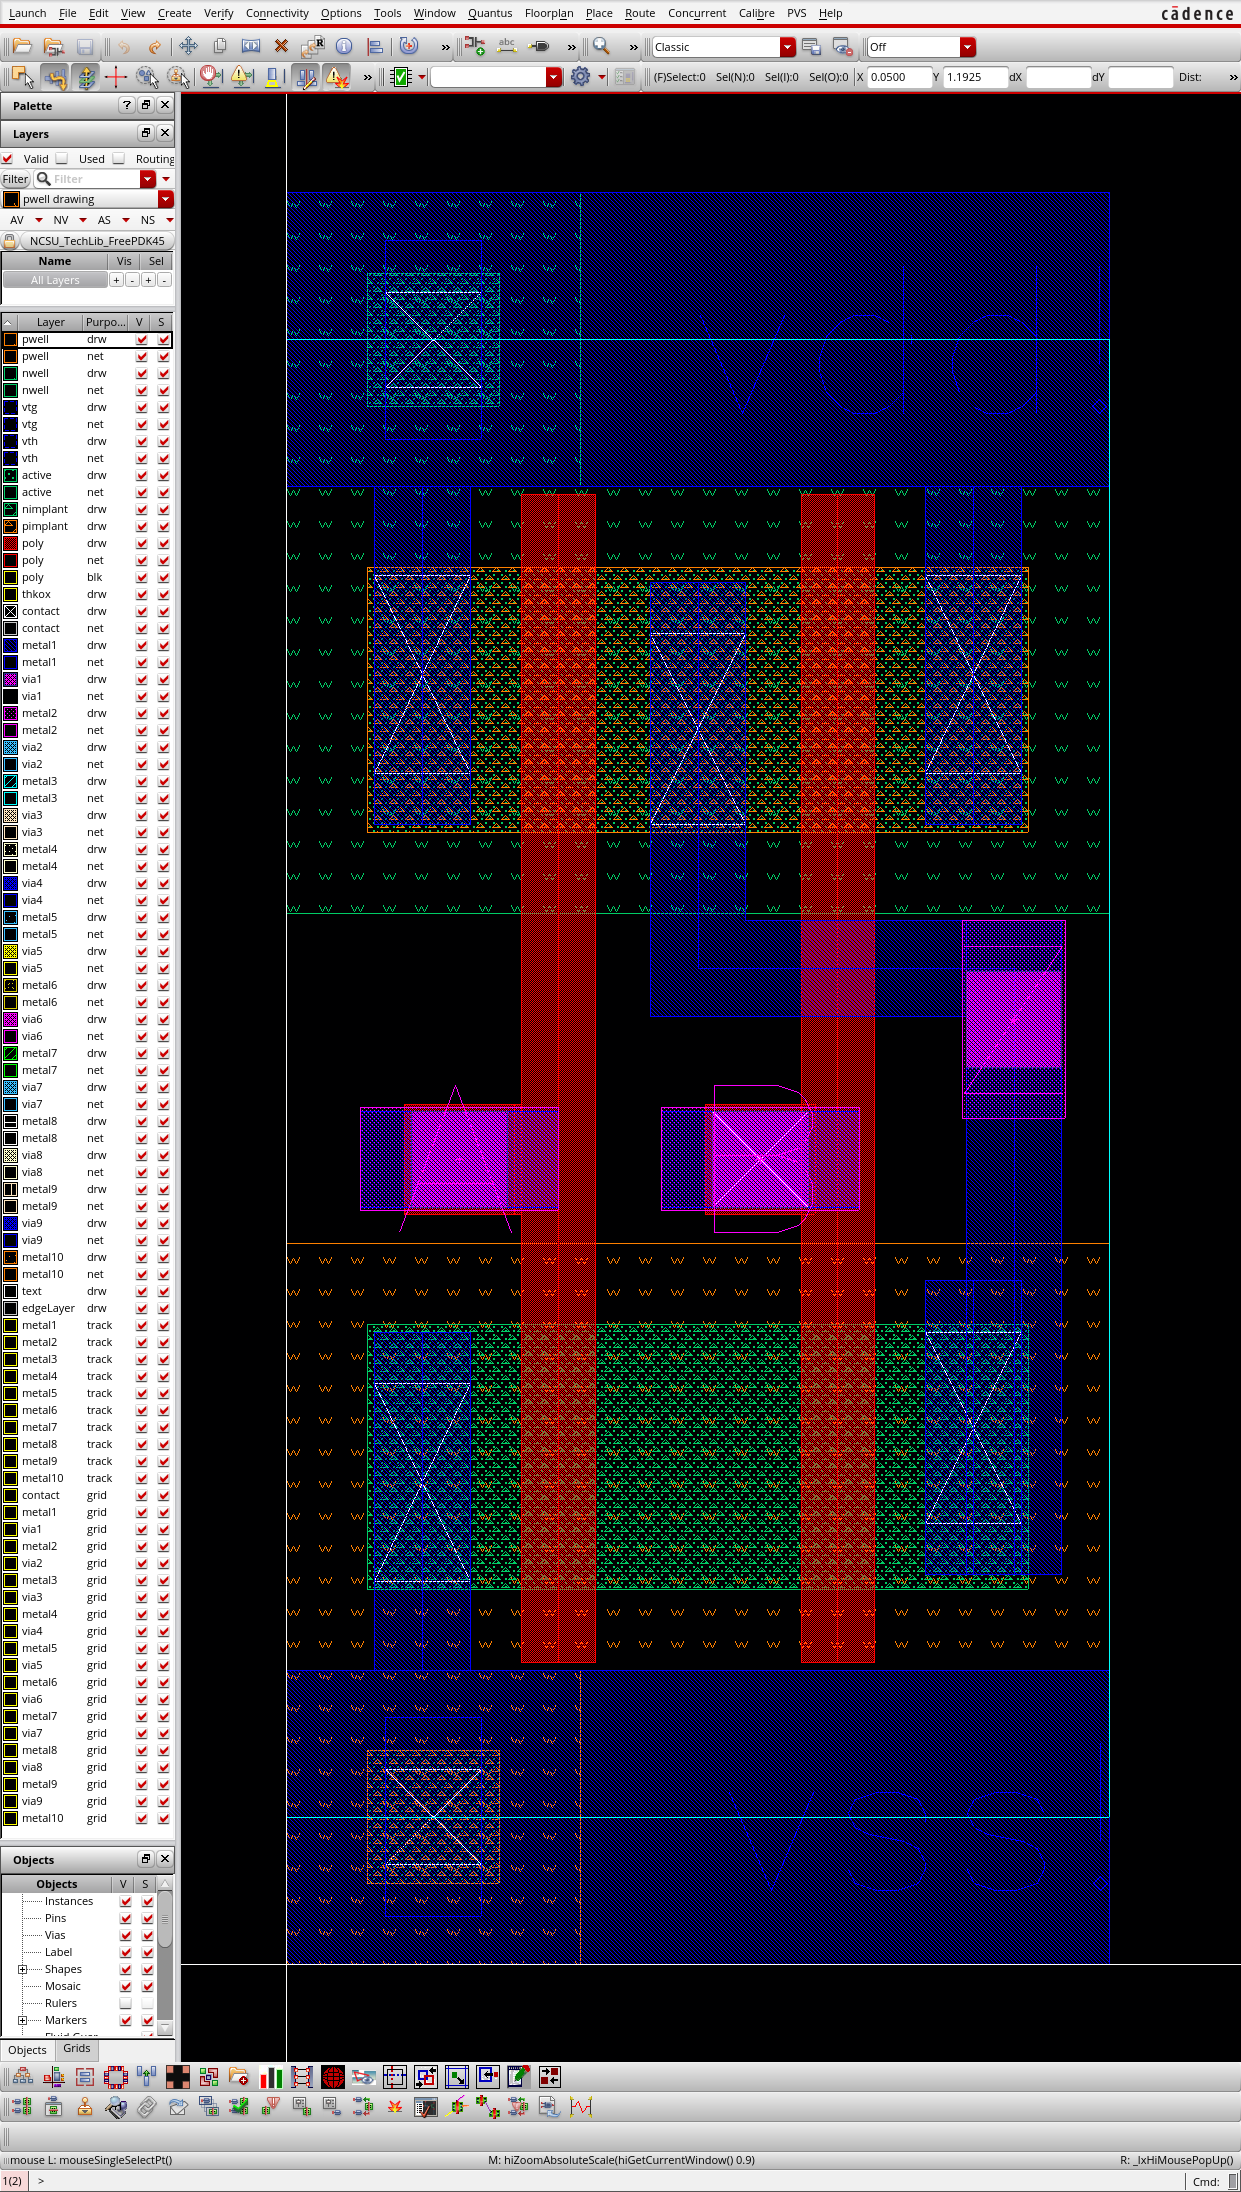 Launch File Edit View Create Verify Connectivity Options Tools Window Quantus Floorplan Place Route Concurrent Calibre PVS Help cādence
» abc » » Classic Off
» (F)Select:0 Sel(N):0 Sel(I):0 Sel(O):0 X 0.0500 Y 1.1925 dX dY Dist: »
Palette
Layers
Valid Used Routing
Filter Filter
pwell drawing
AV NV AS NS
NCSU_TechLib_FreePDK45
Name Vis Sel
All Layers + - + -
Layer Purpo... V S
pwell drw
pwell net
nwell drw
nwell net
vtg drw
vtg net
vth drw
vth net
active drw
active net
nimplant drw
pimplant drw
poly drw
poly net
poly blk
thkox drw
contact drw
contact net
metal1 drw
metal1 net
via1 drw
via1 net
metal2 drw
metal2 net
via2 drw
via2 net
metal3 drw
metal3 net
via3 drw
via3 net
metal4 drw
metal4 net
via4 drw
via4 net
metal5 drw
metal5 net
via5 drw
via5 net
metal6 drw
metal6 net
via6 drw
via6 net
metal7 drw
metal7 net
via7 drw
via7 net
metal8 drw
metal8 net
via8 drw
via8 net
metal9 drw
metal9 net
via9 drw
via9 net
metal10 drw
metal10 net
text drw
edgeLayer drw
metal1 track
metal2 track
metal3 track
metal4 track
metal5 track
metal6 track
metal7 track
metal8 track
metal9 track
metal10 track
contact grid
metal1 grid
via1 grid
metal2 grid
via2 grid
metal3 grid
via3 grid
metal4 grid
via4 grid
metal5 grid
via5 grid
metal6 grid
via6 grid
metal7 grid
via7 grid
metal8 grid
via8 grid
metal9 grid
via9 grid
metal10 grid
vdd
A B
vss
Objects
Objects V S
Instances
Pins
Vias
Label
Shapes
Mosaic
Rulers
Markers
Objects Grids
mouse L: mouseSingleSelectPt() M: hiZoomAbsoluteScale(hiGetCurrentWindow() 0.9) R: _lxHiMousePopUp()
1(2) > Cmd: